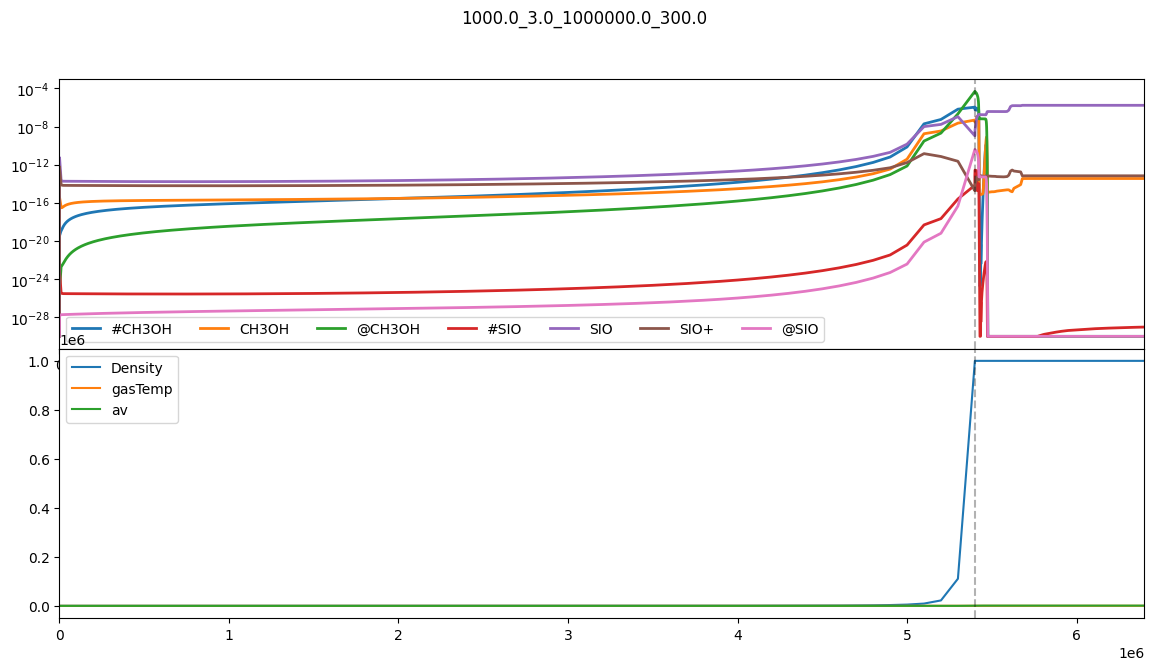 1000.0_3.0_1000000.0_300.0
10⁻⁴
10⁻⁸
10⁻¹²
10⁻¹⁶
10⁻²⁰
10⁻²⁴
10⁻²⁸
#CH3OH CH3OH @CH3OH #SIO SIO SIO+ @SIO
1e6
Density
gasTemp
av
1.0
0.8
0.6
0.4
0.2
0.0
0 1 2 3 4 5 6
1e6